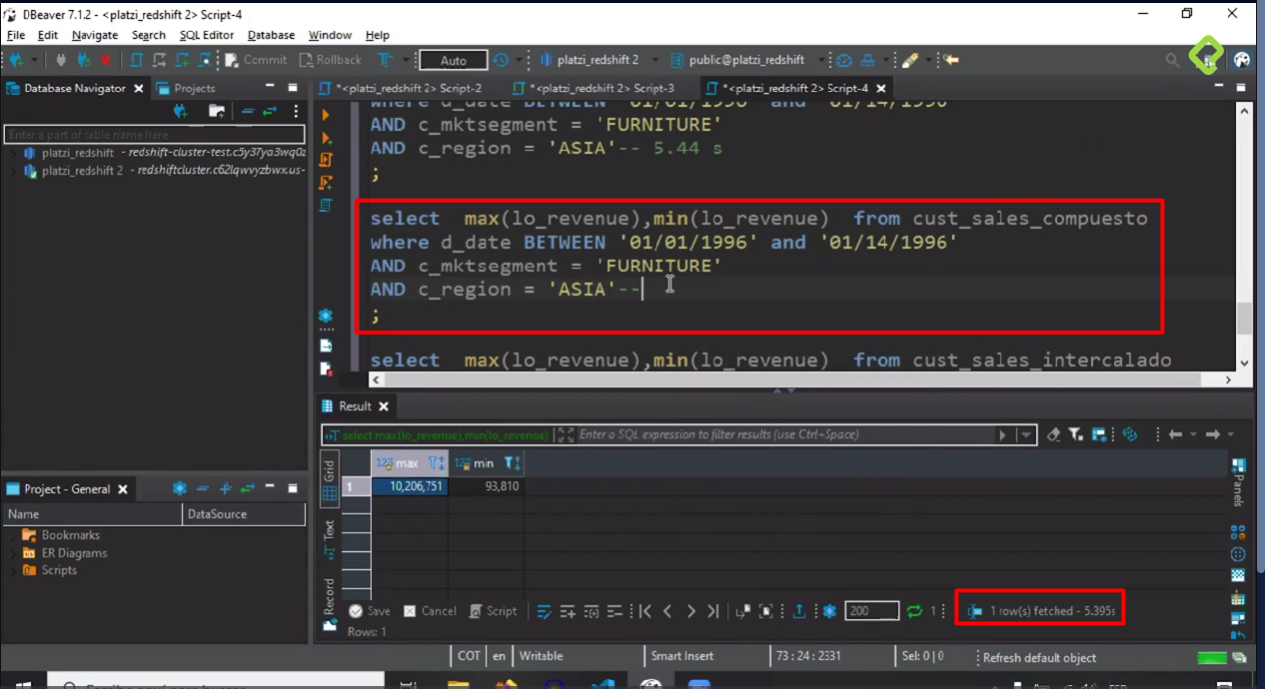 DBeaver 7.1.2 - <platzi_redshift 2> Script-4
File Edit Navigate Search SQL Editor Database Window Help
Commit Rollback Auto platzi_redshift 2 public@platzi_redshift
Database Navigator Projects
*<platzi_redshift 2> Script-2 *<platzi_redshift 2> Script-3 *<platzi_redshift 2> Script-4
Enter a part of table name here
platzi_redshift - redshift-cluster-test.c5y37ya3wq0z
platzi_redshift 2 - redshiftcluster.c62lqwvyzbwx.us-
where d_date BETWEEN '01/01/1996' and '01/14/1996'
AND c_mktsegment = 'FURNITURE'
AND c_region = 'ASIA'-- 5.44 s
;
select max(lo_revenue),min(lo_revenue) from cust_sales_compuesto
where d_date BETWEEN '01/01/1996' and '01/14/1996'
AND c_mktsegment = 'FURNITURE'
AND c_region = 'ASIA'--
;
select max(lo_revenue),min(lo_revenue) from cust_sales_intercalado
Result
select max(lo_revenue),min(lo_revenue) Enter a SQL expression to filter results (use Ctrl+Space)
Grid
Text
Record
123 max 123 min
1 10,206,751 93,810
Panels
Save Cancel Script 200 1 1 row(s) fetched - 5.395s
Rows: 1
Project - General
Name DataSource
Bookmarks
ER Diagrams
Scripts
COT en Writable Smart Insert 73 : 24 : 2331 Sel: 0 | 0 Refresh default object